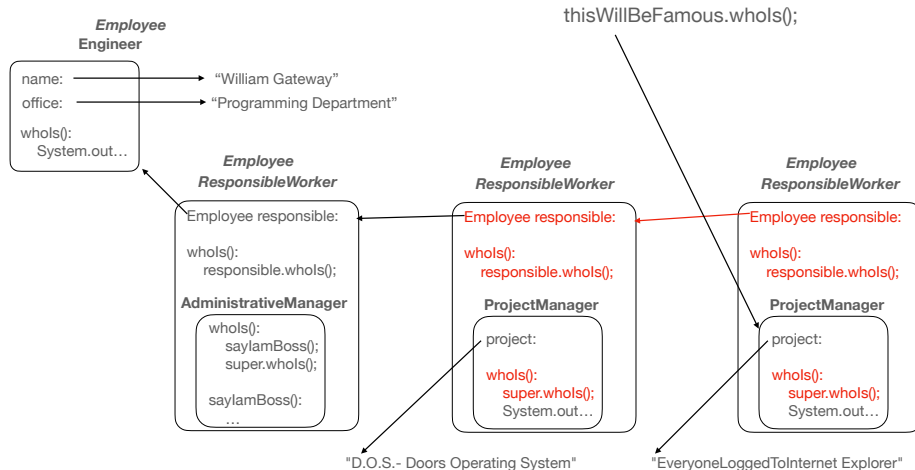 thisWillBeFamous.whoIs();
Employee
Engineer
name:
"William Gateway"
office:
"Programming Department"
whoIs():
System.out…
Employee
ResponsibleWorker
Employee responsible:
whoIs():
responsible.whoIs();
AdministrativeManager
whoIs():
sayIamBoss();
super.whoIs();
sayIamBoss():
…
Employee
ResponsibleWorker
Employee responsible:
whoIs():
responsible.whoIs();
ProjectManager
project:
whoIs():
super.whoIs();
System.out…
"D.O.S.- Doors Operating System"
Employee
ResponsibleWorker
Employee responsible:
whoIs():
responsible.whoIs();
ProjectManager
project:
whoIs():
super.whoIs();
System.out…
"EveryoneLoggedToInternet Explorer"